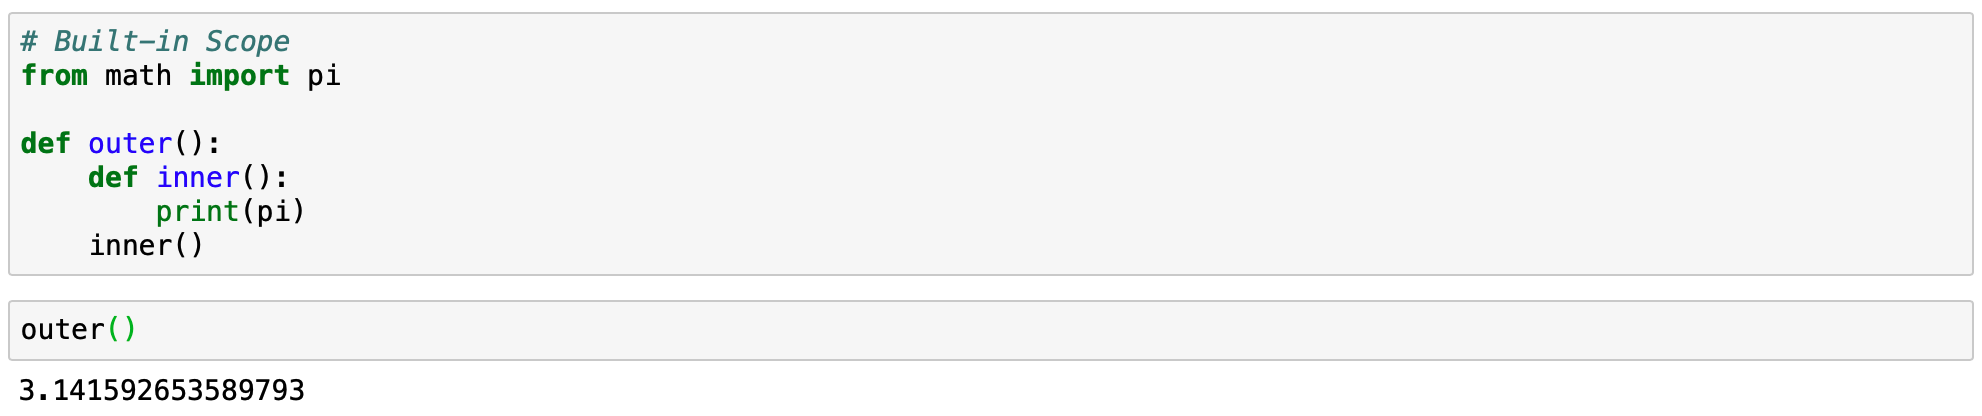 # Built-in Scope
from math import pi
def outer():
    def inner():
        print(pi)
    inner()
outer()
3.141592653589793